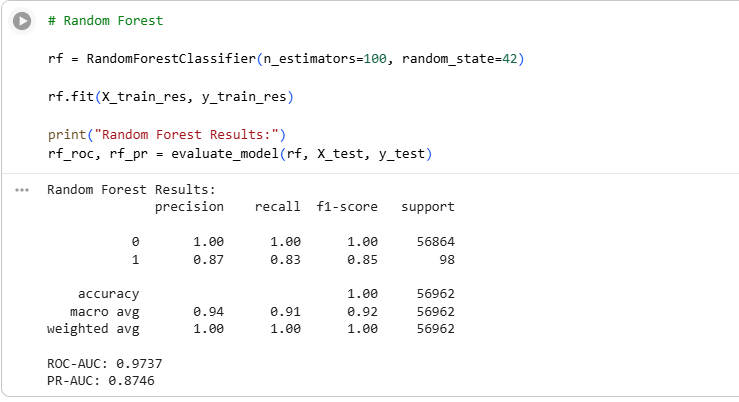 # Random Forest
rf = RandomForestClassifier(n_estimators=100, random_state=42)
rf.fit(X_train_res, y_train_res)
print("Random Forest Results:")
rf_roc, rf_pr = evaluate_model(rf, X_test, y_test)
Random Forest Results:
precision recall f1-score support
0 1.00 1.00 1.00 56864
1 0.87 0.83 0.85 98
accuracy 1.00 56962
macro avg 0.94 0.91 0.92 56962
weighted avg 1.00 1.00 1.00 56962
ROC-AUC: 0.9737
PR-AUC: 0.8746